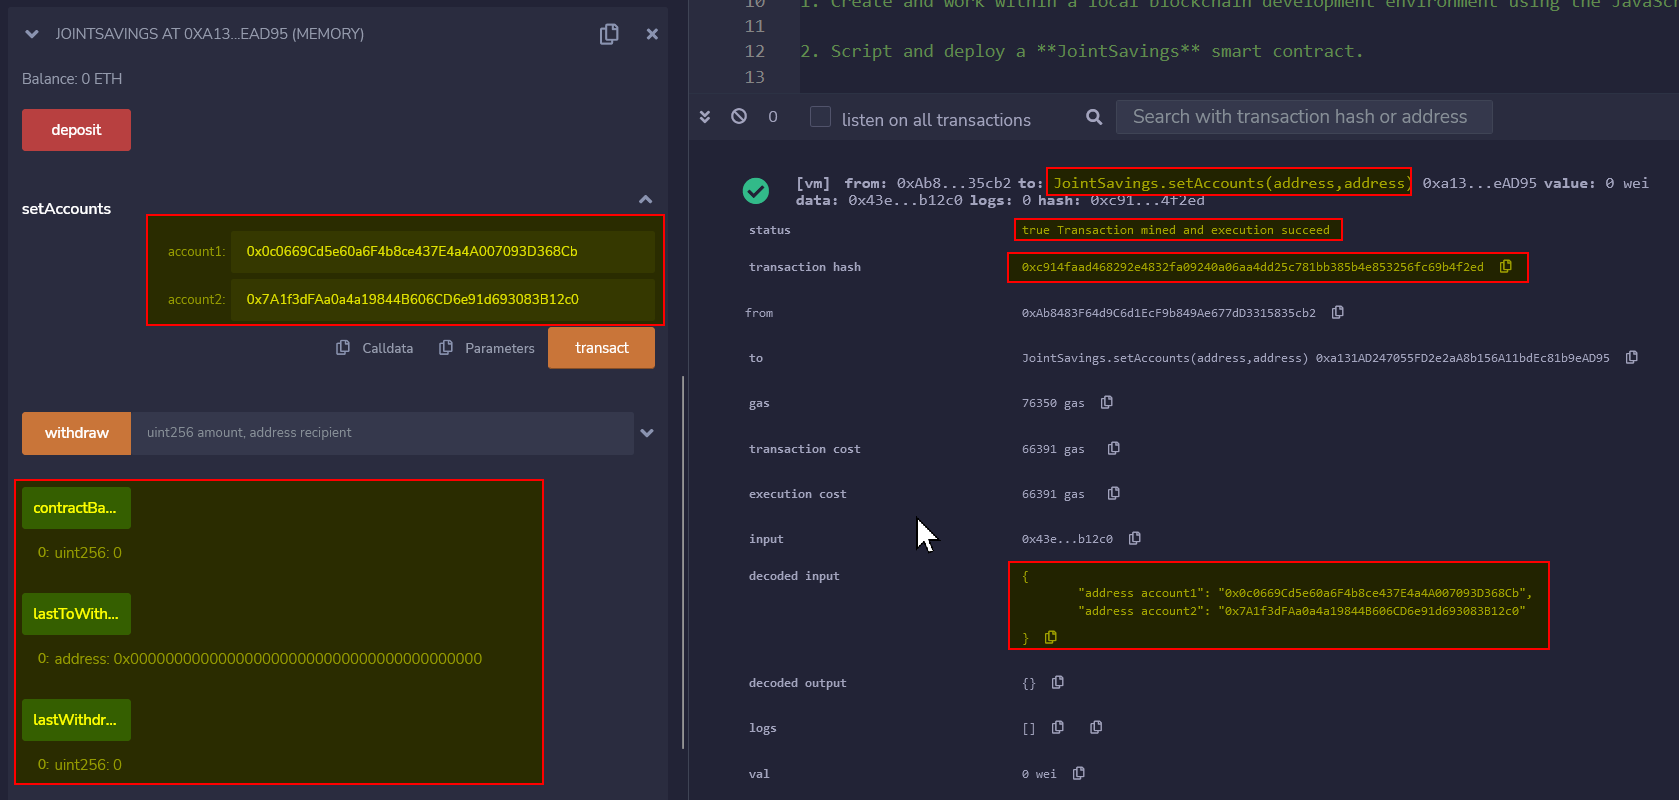 JOINTSAVINGS AT 0XA13...EAD95 (MEMORY)
Balance: 0 ETH
deposit
setAccounts
account1: 0x0c0669Cd5e60a6F4b8ce437E4a4A007093D368Cb
account2: 0x7A1f3dFAa0a4a19844B606CD6e91d693083B12c0
Calldata Parameters transact
withdraw uint256 amount, address recipient
contractBa...
0: uint256: 0
lastToWith...
0: address: 0x0000000000000000000000000000000000000000
lastWithdr...
0: uint256: 0
10 1. Create and work within a local blockchain development environment using the JavaScr
11
12 2. Script and deploy a **JointSavings** smart contract.
13
0 listen on all transactions Search with transaction hash or address
[vm] from: 0xAb8...35cb2 to: JointSavings.setAccounts(address,address) 0xa13...eAD95 value: 0 wei
data: 0x43e...b12c0 logs: 0 hash: 0xc91...4f2ed
status true Transaction mined and execution succeed
transaction hash 0xc914faad468292e4832fa09240a06aa4dd25c781bb385b4e853256fc69b4f2ed
from 0xAb8483F64d9C6d1EcF9b849Ae677dD3315835cb2
to JointSavings.setAccounts(address,address) 0xa131AD247055FD2e2aA8b156A11bdEc81b9eAD95
gas 76350 gas
transaction cost 66391 gas
execution cost 66391 gas
input 0x43e...b12c0
decoded input {
"address account1": "0x0c0669Cd5e60a6F4b8ce437E4a4A007093D368Cb",
"address account2": "0x7A1f3dFAa0a4a19844B606CD6e91d693083B12c0"
}
decoded output {}
logs []
val 0 wei